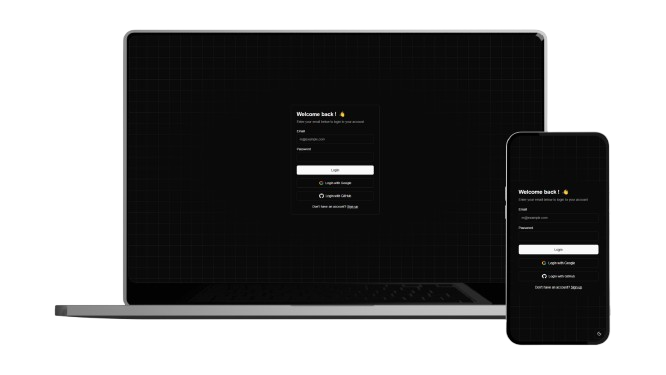 Welcome back ! 👋
Enter your email below to login to your account
Email
m@example.com
Password
Login
Login with Google
Login with GitHub
Don't have an account? Sign up
Welcome back ! 👋
Enter your email below to login to your account
Email
m@example.com
Password
Login
Login with Google
Login with GitHub
Don't have an account? Sign up